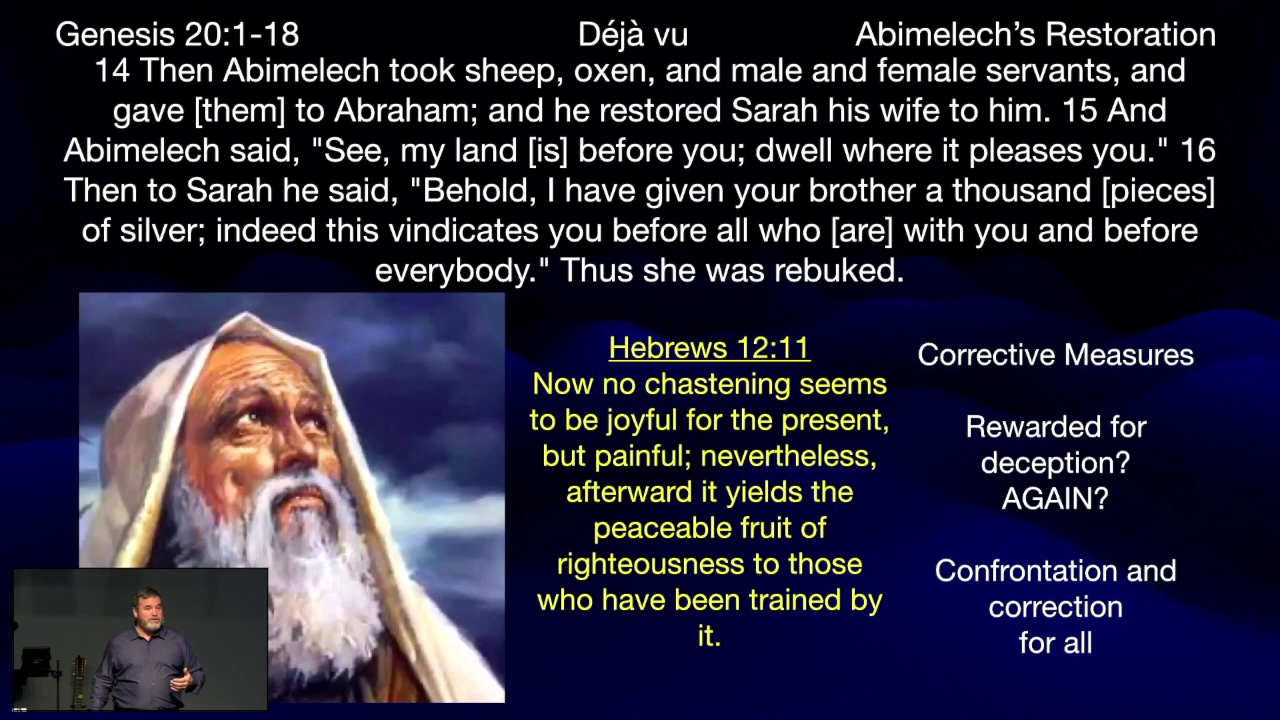 Genesis 20:1-18 Déjà vu Abimelech’s Restoration
14 Then Abimelech took sheep, oxen, and male and female servants, and
gave [them] to Abraham; and he restored Sarah his wife to him. 15 And
Abimelech said, "See, my land [is] before you; dwell where it pleases you." 16
Then to Sarah he said, "Behold, I have given your brother a thousand [pieces]
of silver; indeed this vindicates you before all who [are] with you and before
everybody." Thus she was rebuked.
Hebrews 12:11
Now no chastening seems
to be joyful for the present,
but painful; nevertheless,
afterward it yields the
peaceable fruit of
righteousness to those
who have been trained by
it.
Corrective Measures
Rewarded for
deception?
AGAIN?
Confrontation and
correction
for all